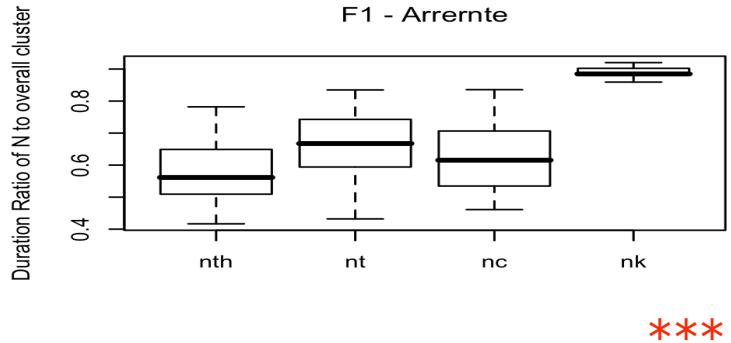 F1 - Arrernte
Duration Ratio of N to overall cluster
0.8
0.6
0.4
nth nt nc nk
***